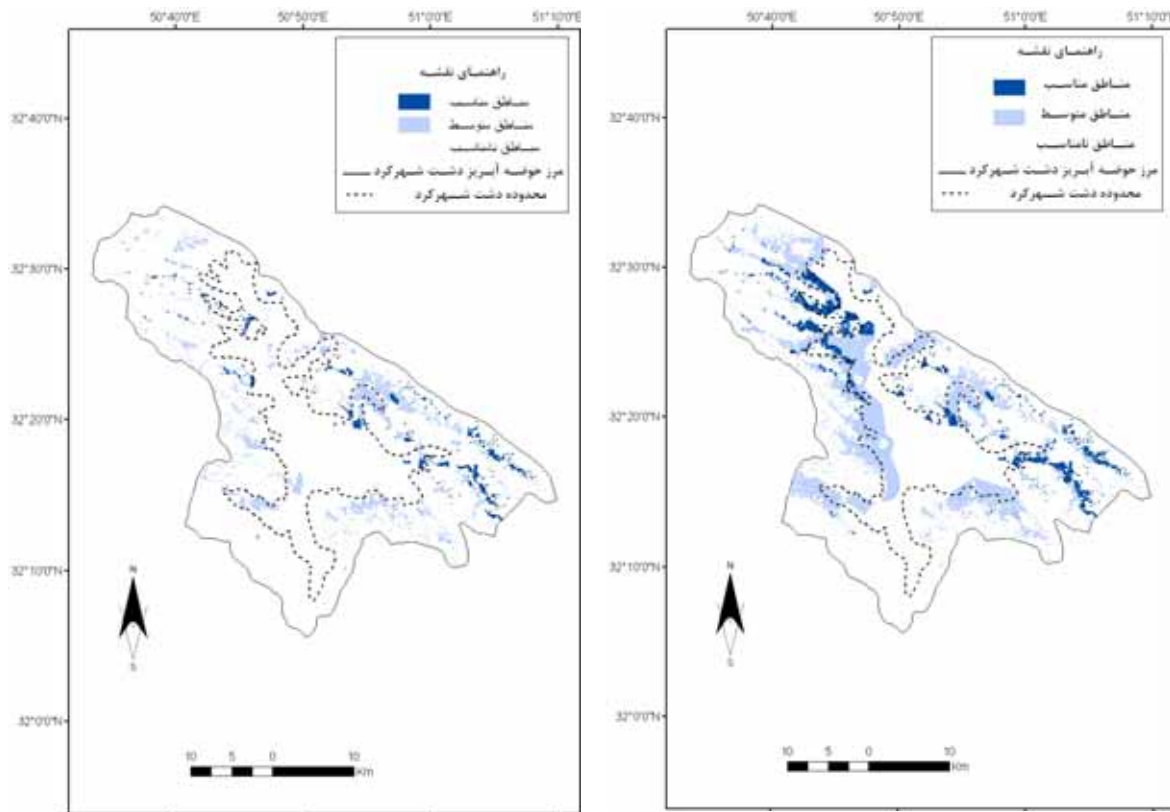 50°40'0"E 50°50'0"E 51°0'0"E 51°10'0"E
راهنمای نقشه
مناطق مناسب
مناطق متوسط
مناطق نامناسب
مرز حوضه آبریز دشت شهرکرد
محدوده دشت شهرکرد
32°40'0"N
32°30'0"N
32°20'0"N
32°10'0"N
32°0'0"N
N
S
10 5 0 10
Km
50°40'0"E 50°50'0"E 51°0'0"E 51°10'0"E
راهنمای نقشه
مناطق مناسب
مناطق متوسط
مناطق نامناسب
مرز حوضه آبریز دشت شهرکرد
محدوده دشت شهرکرد
32°40'0"N
32°30'0"N
32°20'0"N
32°10'0"N
32°0'0"N
N
S
10 5 0 10
Km